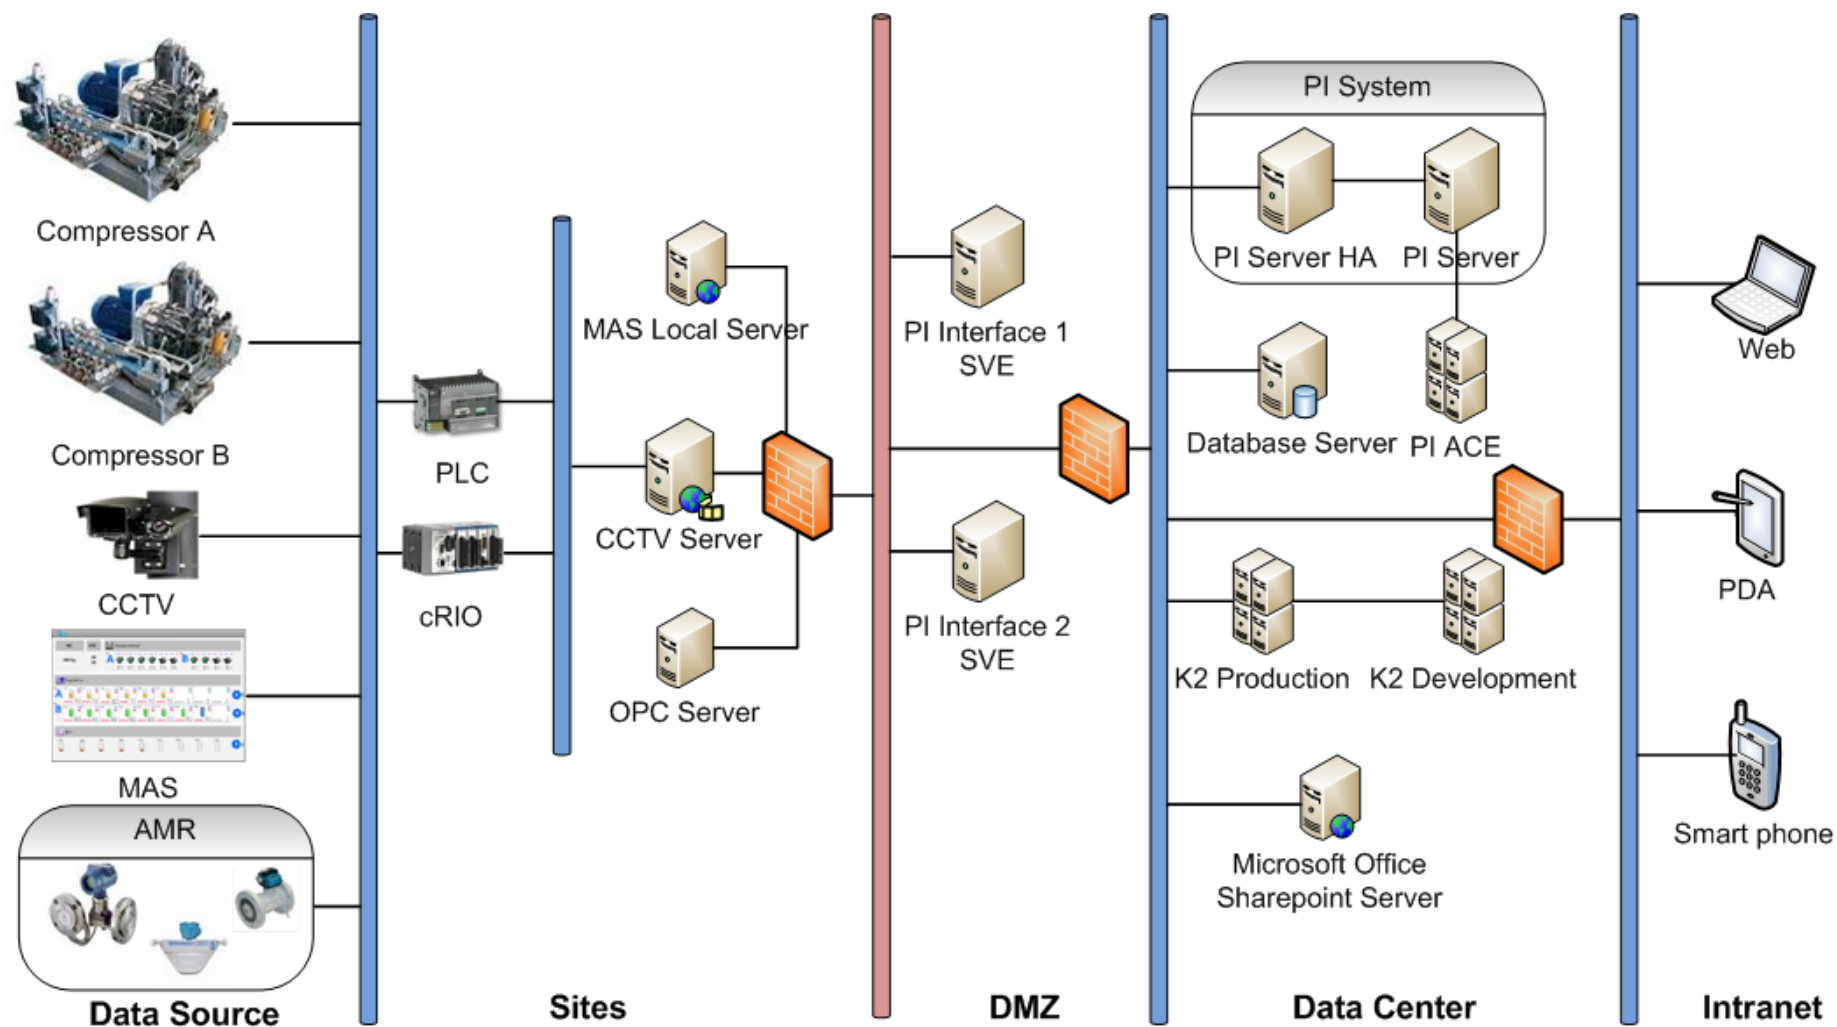 Compressor A
Compressor B
CCTV
MAS
AMR
Data Source
PLC
cRIO
MAS Local Server
CCTV Server
OPC Server
Sites
PI Interface 1
SVE
PI Interface 2
SVE
DMZ
PI System
PI Server HA
PI Server
Database Server
PI ACE
K2 Production
K2 Development
Microsoft Office
Sharepoint Server
Data Center
Web
PDA
Smart phone
Intranet
A
B
A
B